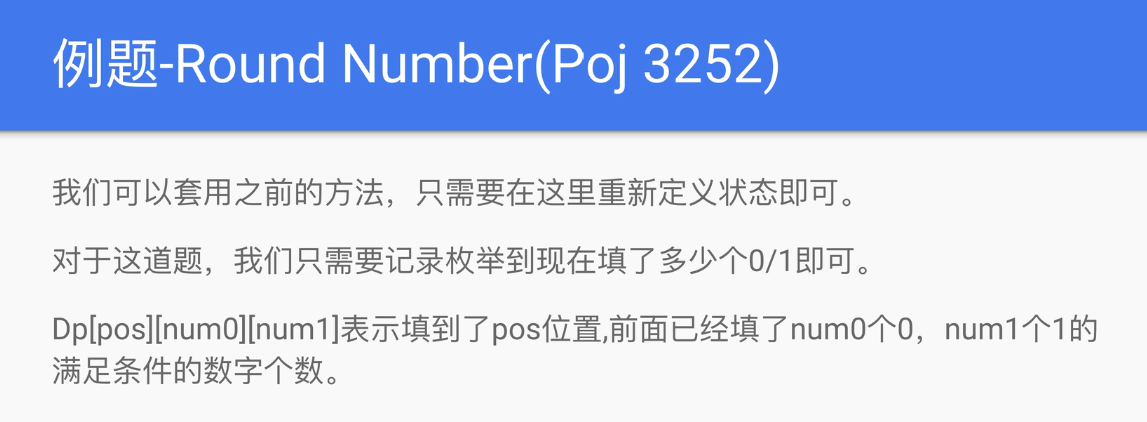 例题-Round Number(Poj 3252)
我们可以套用之前的方法，只需要在这里重新定义状态即可。
对于这道题，我们只需要记录枚举到现在填了多少个0/1即可。
Dp[pos][num0][num1]表示填到了pos位置,前面已经填了num0个0，num1个1的
满足条件的数字个数。